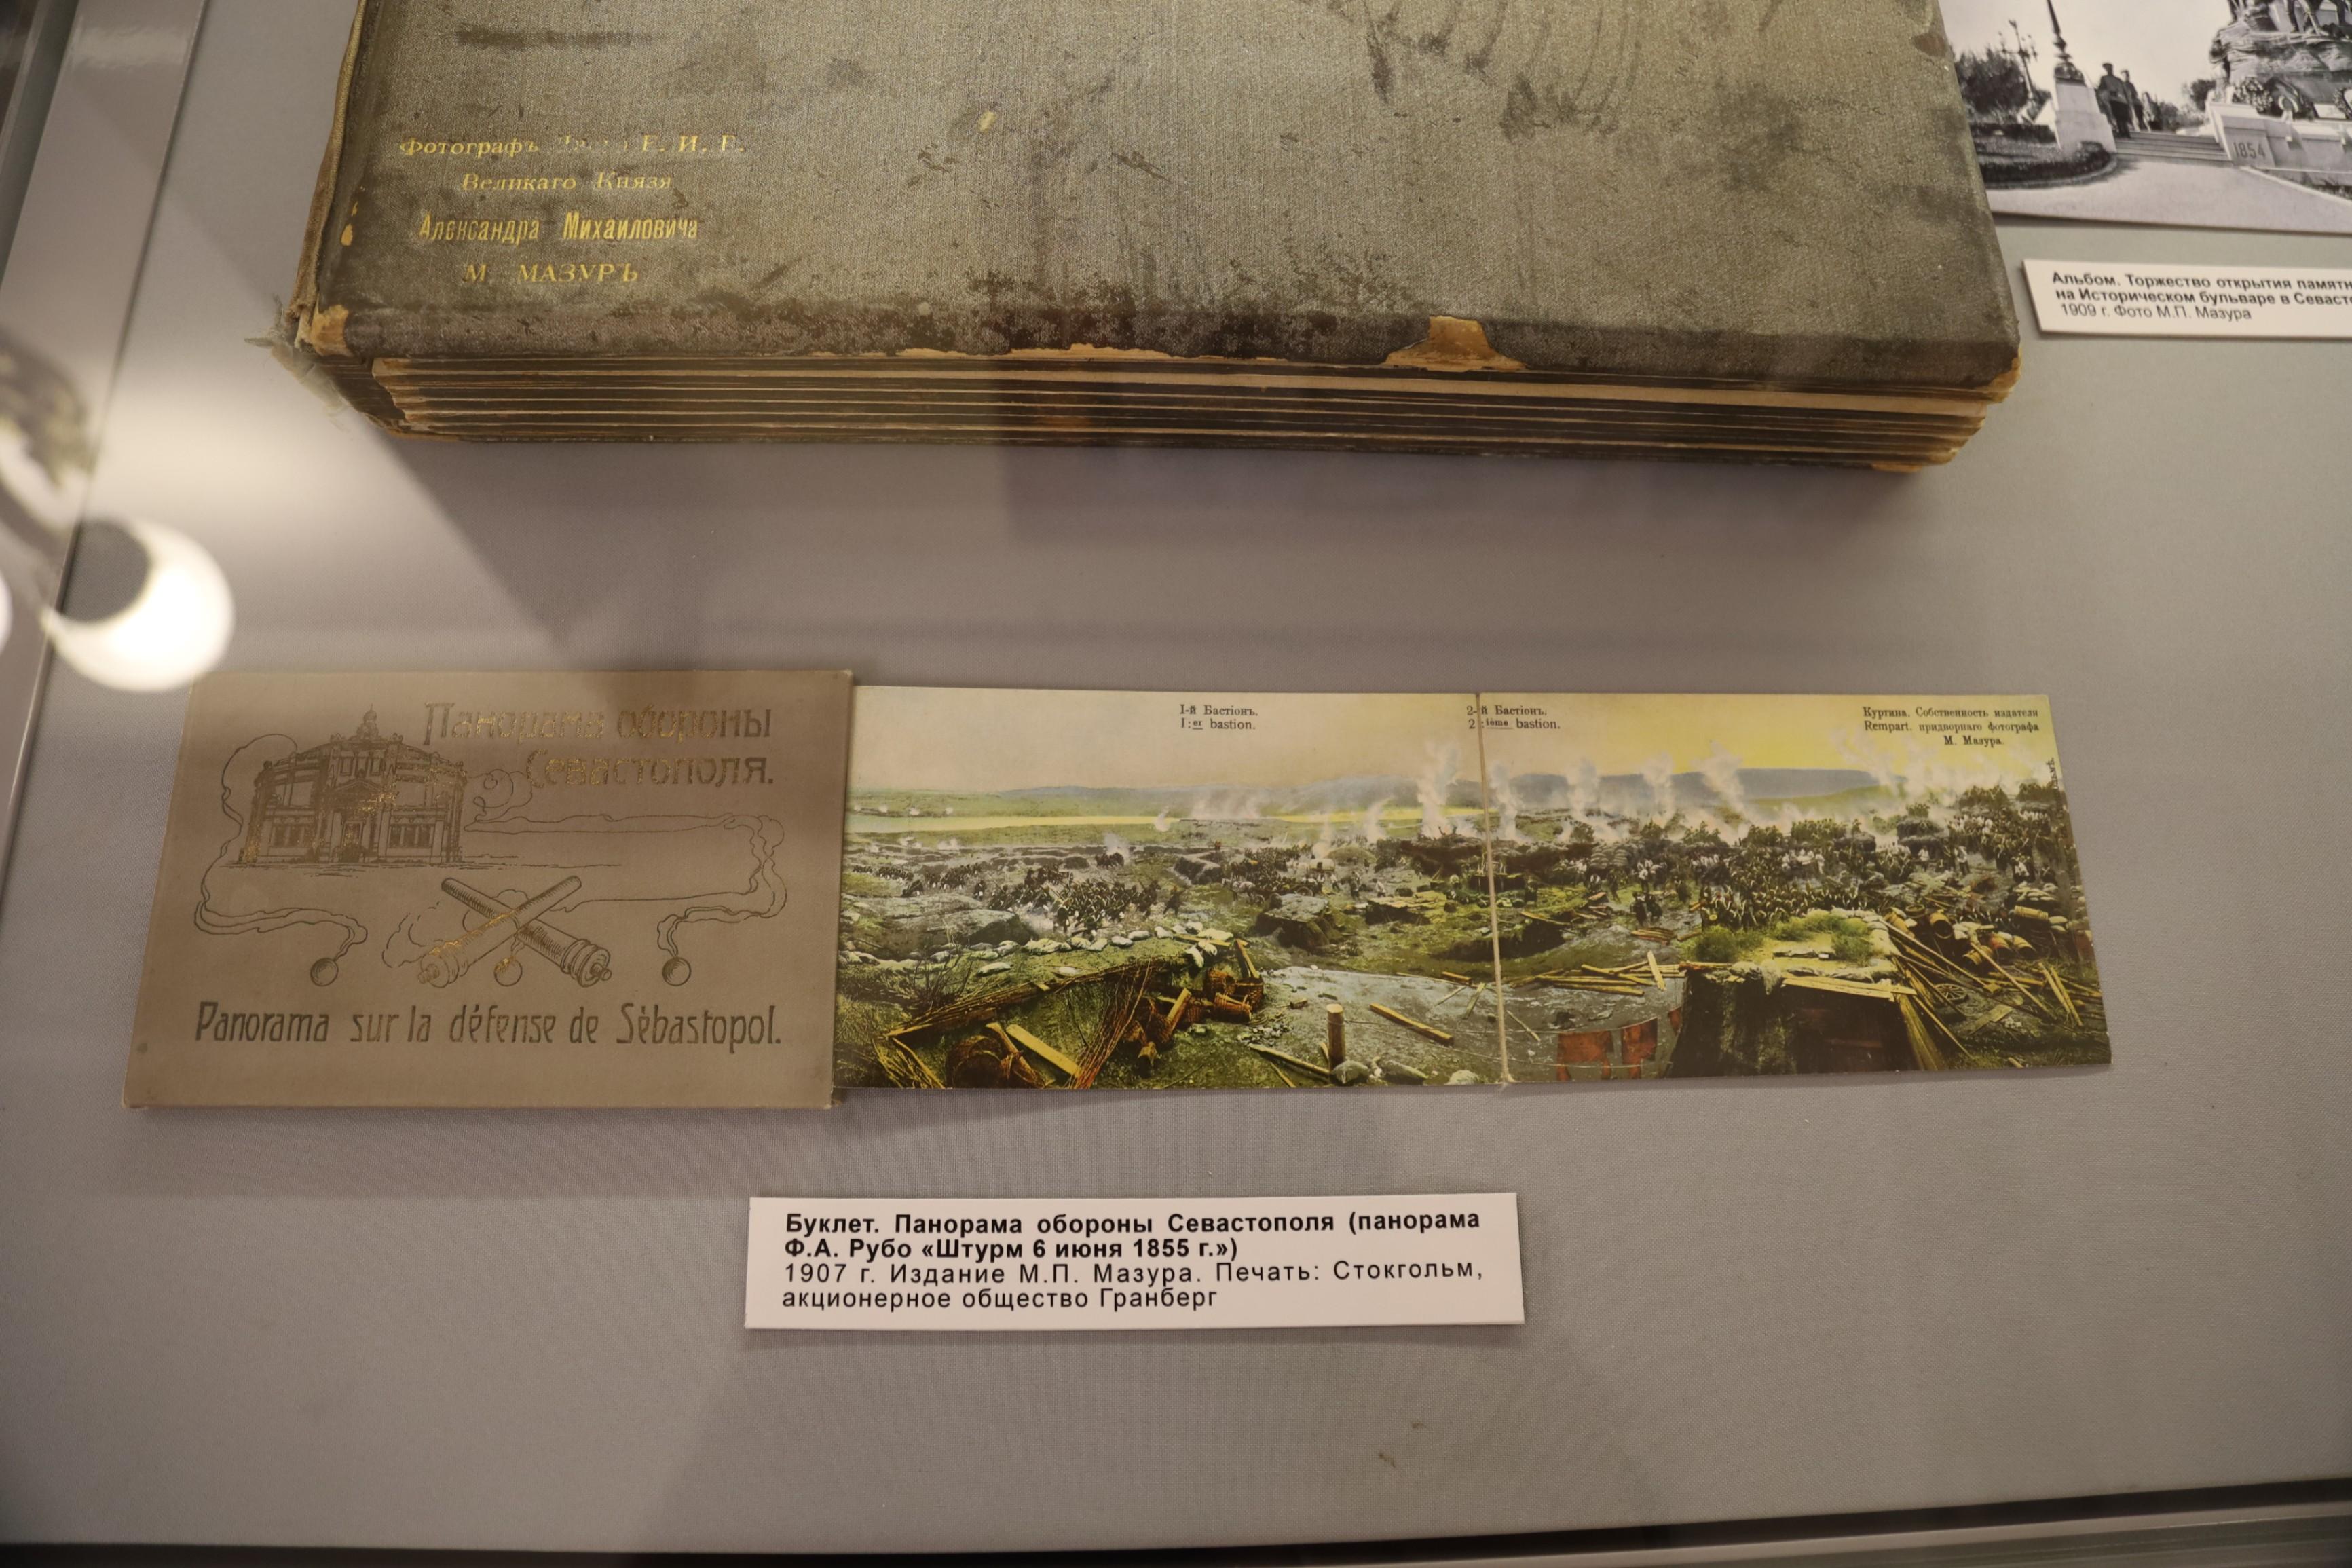 Фотографъ Двора Е. И. В.
Великаго Князя
Александра Михаиловича
М. МАЗУРЪ
1854
Альбом. Торжество открытия
на Историческом бульваре в
1909 г. Фото М.П. Мазура
Панорама обороны
Севастополя.
Panorama sur la défense de Sèbastopol.
I-й Бастіонъ.
I:er bastion.
2-й Бастіонъ.
2:ième bastion.
Куртина. Собственность издателя
Rempart. придворнаго фотографа
М. Мазура.
Буклет. Панорама обороны Севастополя (панорама
Ф.А. Рубо «Штурм 6 июня 1855 г.»)
1907 г. Издание М.П. Мазура. Печать: Стокгольм,
акционерное общество Гранберг